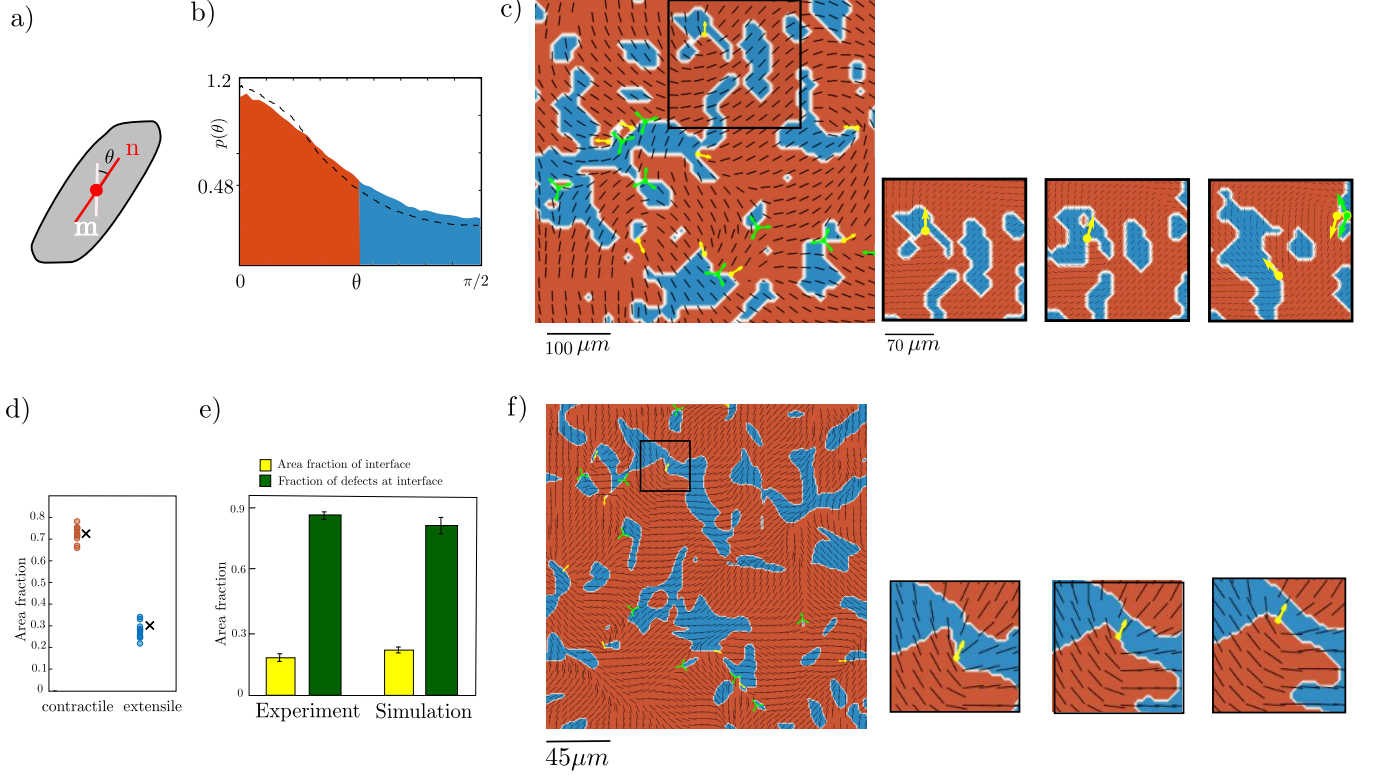 a)
n
θ
m
b)
1.2
p(θ)
0.48
0
θ
π/2
c)
100 μm
70 μm
d)
Area fraction
0.8
0.7
0.6
0.5
0.4
0.3
0.2
0.1
0
contractile extensile
e)
Area fraction of interface
Fraction of defects at interface
Area fraction
0.9
0.6
0.3
0
Experiment Simulation
f)
45μm